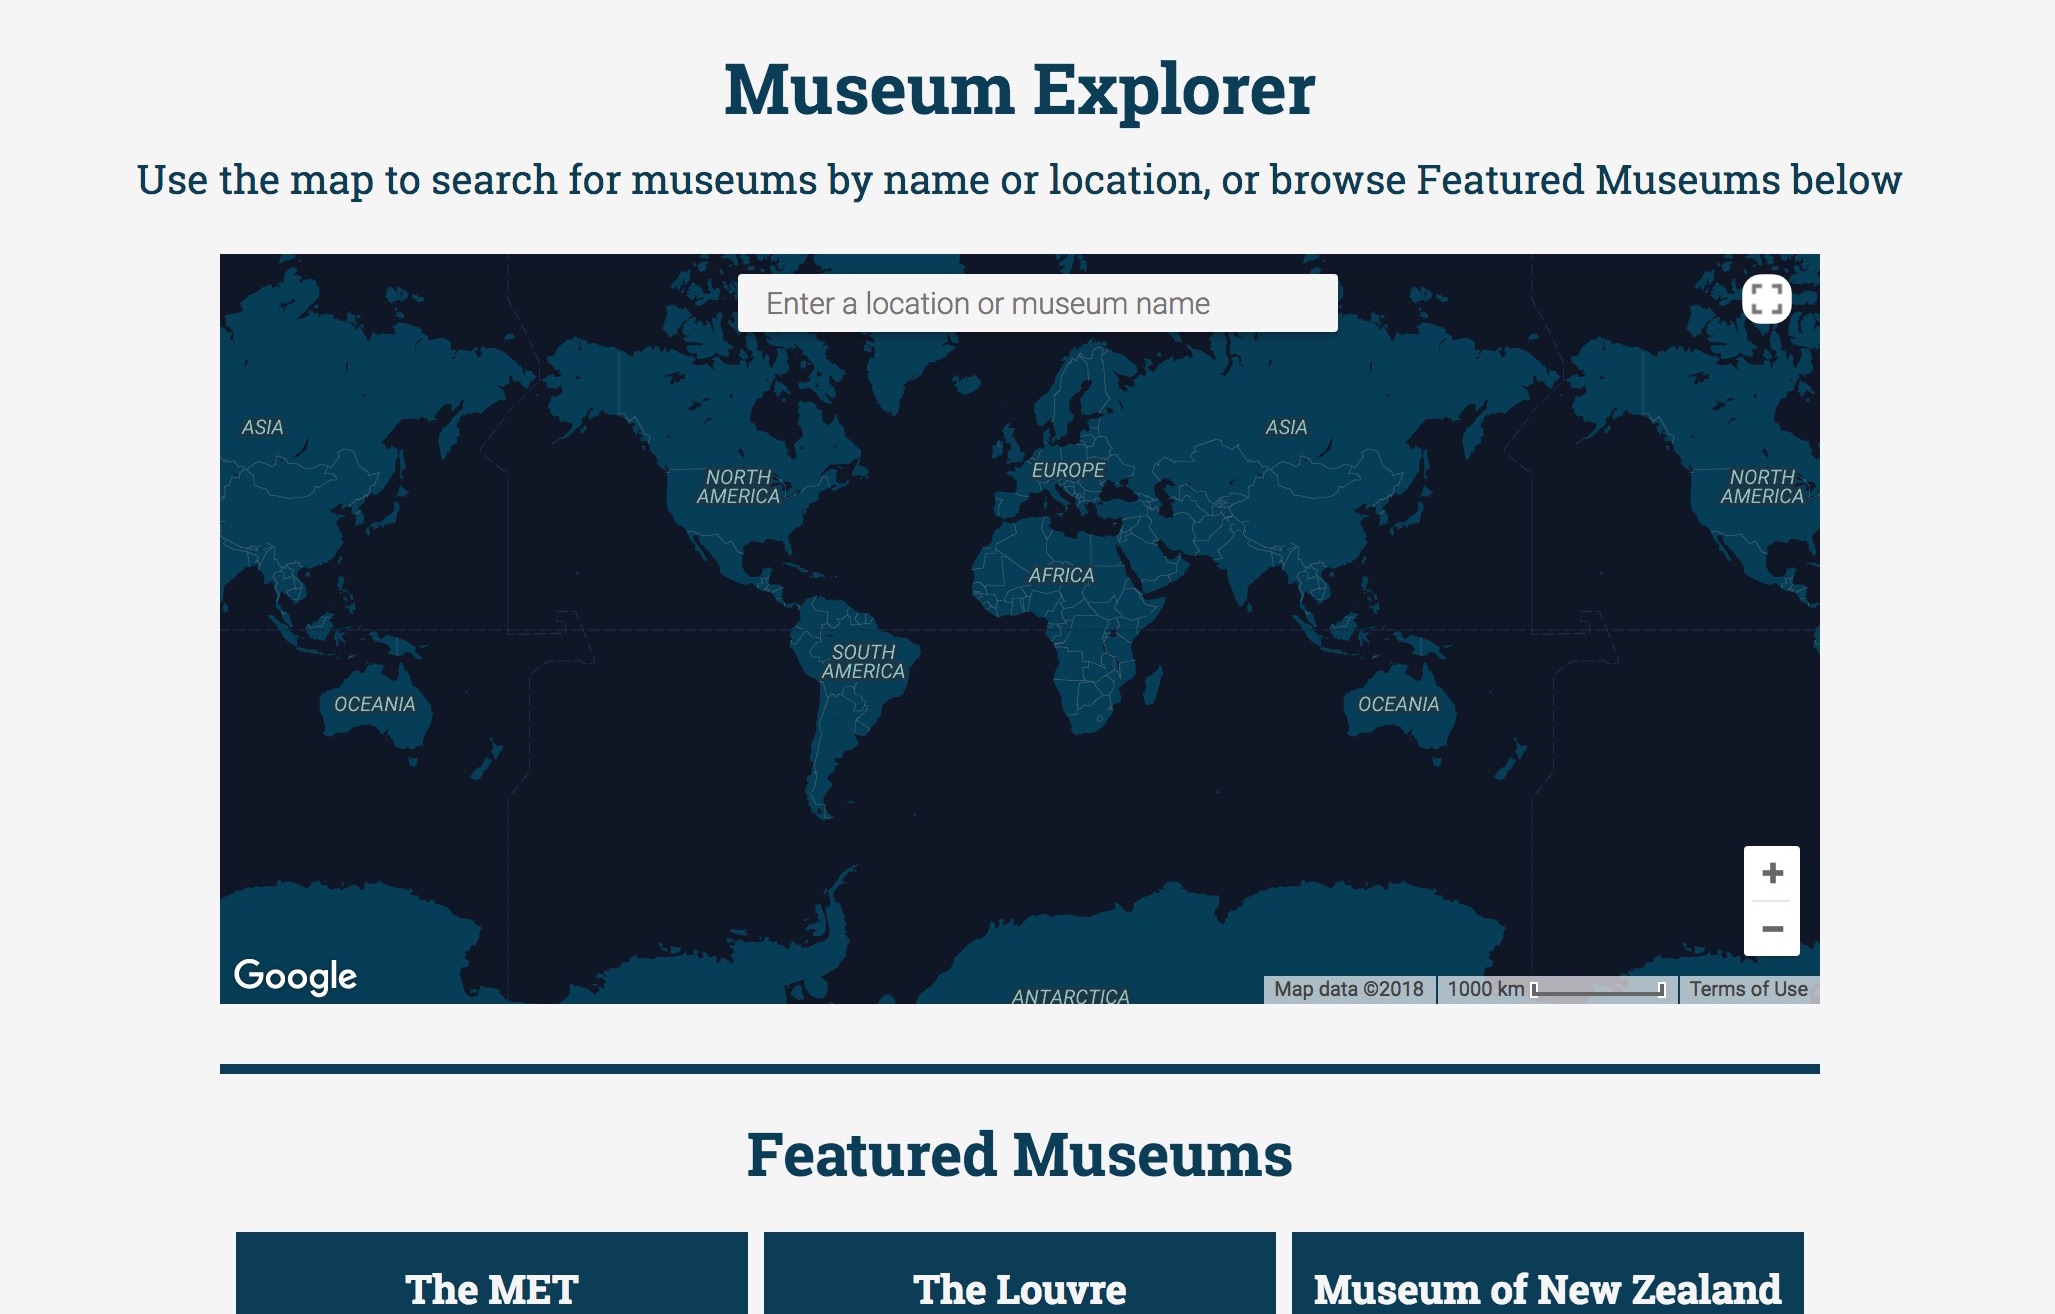 Museum Explorer
Use the map to search for museums by name or location, or browse Featured Museums below
Enter a location or museum name
ASIA
NORTH
AMERICA
EUROPE
ASIA
NORTH
AMERICA
AFRICA
SOUTH
AMERICA
OCEANIA
OCEANIA
ANTARCTICA
Google
Map data ©2018
1000 km
Terms of Use
Featured Museums
The MET
The Louvre
Museum of New Zealand